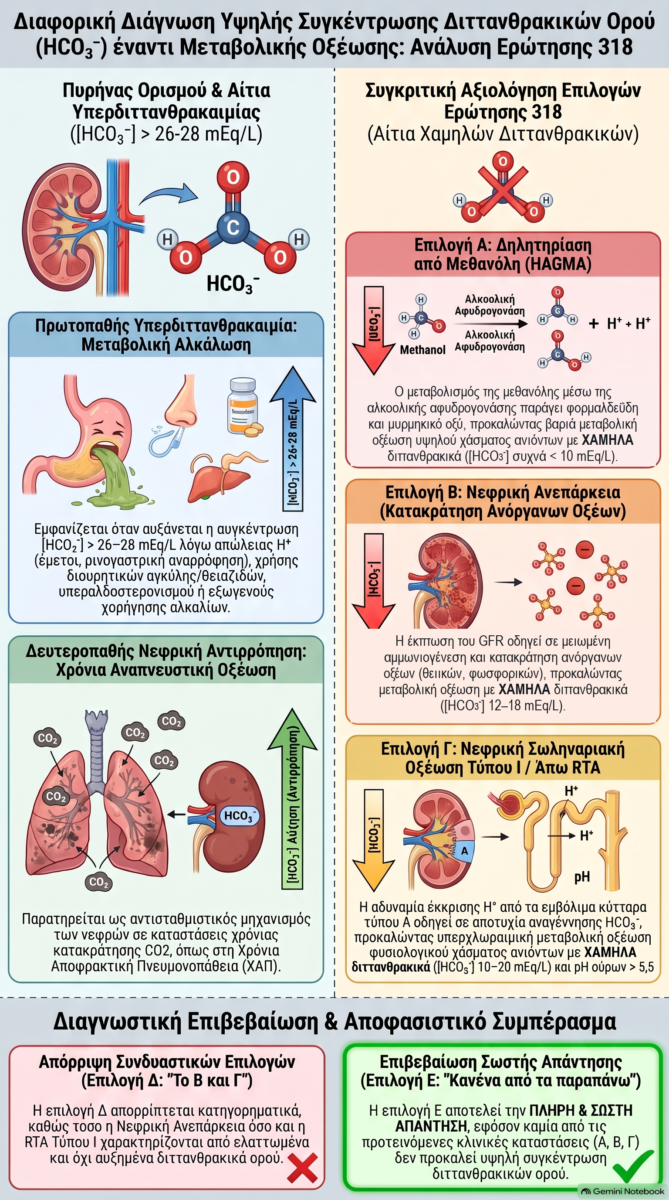 Διαφορική Διάγνωση Υψηλής Συγκέντρωσης Διττανθρακικών Ορού
(HCO₃⁻) έναντι Μεταβολικής Οξέωσης: Ανάλυση Ερώτησης 318
Πυρήνας Ορισμού & Αίτια
Υπερδιττανθρακαιμίας
([HCO₃⁻] > 26-28 mEq/L)
O
H
C
H
O
O
HCO₃⁻
Πρωτοπαθής Υπερδιττανθρακαιμία:
Μεταβολική Αλκάλωση
> 26-28 mEq/L
Εμφανίζεται όταν αυξάνεται η αυγκέντρωση
[HCO₂⁻] > 26–28 mEq/L λόγω απώλειας H⁺
(έμετοι, ρινογαστρική αναρρόφηση), χρήσης
διουρητικών αγκύλης/θειαζιδών,
υπεραλδοστερονισμού ή εξωγενούς
χορήγησης αλκαλίων.
Δευτεροπαθής Νεφρική Αντιρρόπηση:
Χρόνια Αναπνευστική Οξέωση
CO₂
CO₂
CO₂
CO₂
CO₂
CO₂
CO₂
HCO₃⁻
[HCO₃⁻] Αύζηση (Αντιρρόπηση)
Παρατηρείται ως αντισταθμιστικός μηχανισμός
των νεφρών σε καταστάσεις χρόνιας
κατακράτησης CO2, όπως στη Χρόνια
Αποφρακτική Πνευμονοπάθεια (ΧΑΠ).
Συγκριτική Αξιολόγηση Επιλογών
Ερώτησης 318
(Αίτια Χαμηλών Διττανθρακικών)
O
H
H
O
O
Επιλογή Α: Δηλητηρίαση
από Μεθανόλη (HAGMA)
H
H
H
C
O
Methanol
Αλκοολική
Αφυδρογονάση
Αλκοολική
Αφυδρογονάση
+ H⁺ + H⁺
Ο μεταβολισμός της μεθανόλης μέσω της
αλκοολικής αφυδρογονάσης παράγει φορμαλδεΰδη
και μυρμηκικό οξύ, προκαλώντας βαριά μεταβολική
οξέωση υψηλού χάσματος ανιόντων με ΧΑΜΗΛΑ
διττανθρακικά ([HCO₃⁻] συχνά < 10 mEq/L).
Επιλογή Β: Νεφρική Ανεπάρκεια
(Κατακράτηση Ανόργανων Οξέων)
Η έκπτωση του GFR οδηγεί σε μειωμένη
αμμωνιογένεση και κατακράτηση ανόργανων
οξέων (θειικών, φωσφορικών), προκαλώντας
μεταβολική οξέωση με ΧΑΜΗΛΑ διττανθρακικά
([HCO₃⁻] 12–18 mEq/L).
Επιλογή Γ: Νεφρική Σωληναριακή
Οξέωση Τύπου Ι / Άπω RTA
[HCO₃⁻]
A
H⁺
H⁺
pH
Η αδυναμία έκκρισης H⁺ από τα εμβόλιμα κύτταρα
τύπου Α οδηγεί σε αποτυχία αναγέννησης HCO₃⁻,
προκαλώντας υπερχλωραιμική μεταβολική οξέωση
φυσιολογικού χάσματος ανιόντων με ΧΑΜΗΛΑ
διττανθρακικά ([HCO₅⁻] 10–20 mEq/L) και pH ούρων > 5,5
Διαγνωστική Επιβεβαίωση & Αποφασιστικό Συμπέρασμα
Απόρριψη Συνδυαστικών Επιλογών
(Επιλογή Δ: "Το Β και Γ")
Η επιλογή Δ απορρίπτεται κατηγορηματικά,
καθώς τοσο η Νεφρική Ανεπάρκεια όσο και η
RTA Τύπου Ι χαρακτηρίζονται από ελαττωμένα
και όχι αυξημένα διττανθρακικά ορού.
Επιβεβαίωση Σωστής Απάντησης
(Επιλογή Ε: "Κανένα από τα παραπάνω")
Η επιλογή Ε αποτελεί την ΠΛΗΡΗ & ΣΩΣΤΗ
ΑΠΑΝΤΗΣΗ, εφόσον καμία από τις
προτεινόμενες κλινικές καταστάσεις (Α, Β, Γ)
δεν προκαλεί υψηλή συγκέντρωση
διττανθρακικών ορού.
Gemini Notebook